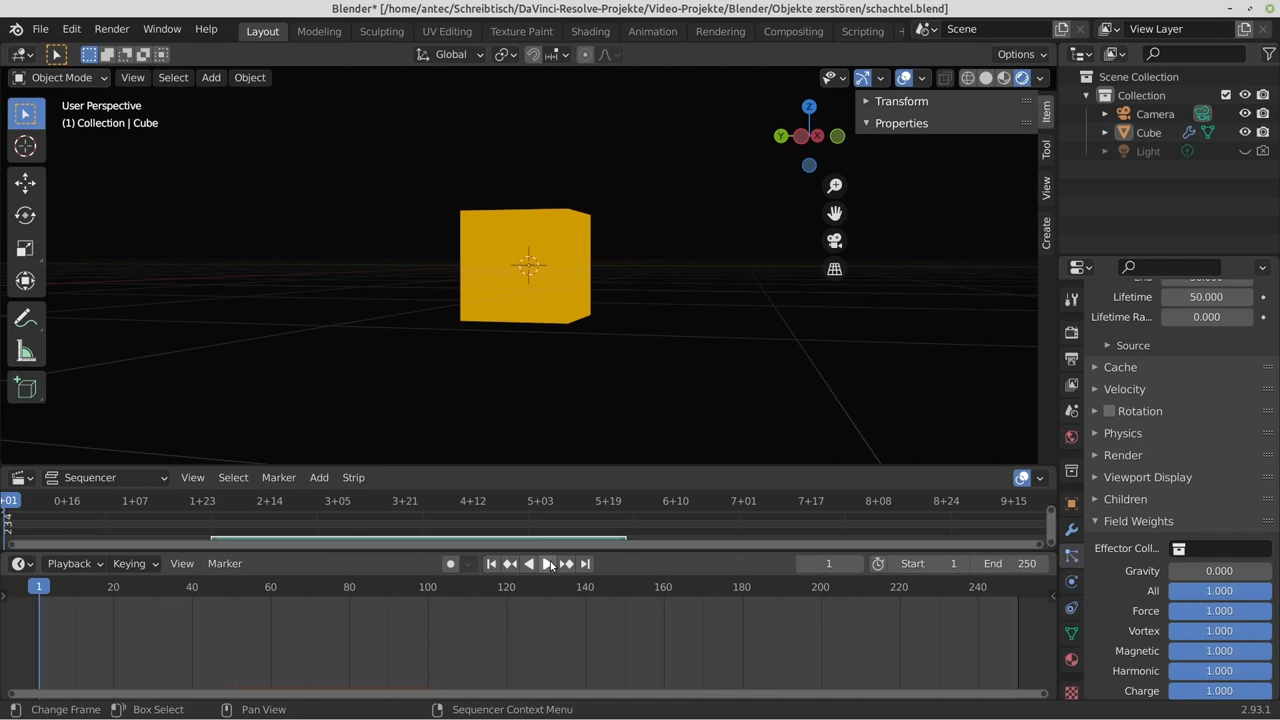 Blender* [/home/antec/Schreibtisch/DaVinci-Resolve-Projekte/Video-Projekte/Blender/Objekte zerstören/schachtel.blend]
File Edit Render Window Help Layout Modeling Sculpting UV Editing Texture Paint Shading Animation Rendering Compositing Scripting + Scene View Layer
Global Options
Object Mode View Select Add Object
Scene Collection
Collection
Camera
Cube
Light
User Perspective
(1) Collection | Cube
Z
Y
X
Transform
Properties
Item
Tool
View
Create
Lifetime 50.000
Lifetime Ra... 0.000
Source
Cache
Velocity
Rotation
Physics
Render
Viewport Display
Children
Field Weights
Effector Coll...
Gravity 0.000
All 1.000
Force 1.000
Vortex 1.000
Magnetic 1.000
Harmonic 1.000
Charge 1.000
Sequencer View Select Marker Add Strip
+01 0+16 1+07 1+23 2+14 3+05 3+21 4+12 5+03 5+19 6+10 7+01 7+17 8+08 8+24 9+15
Playback Keying View Marker 1 Start 1 End 250
1 20 40 60 80 100 120 140 160 180 200 220 240
Change Frame Box Select Pan View Sequencer Context Menu 2.93.1